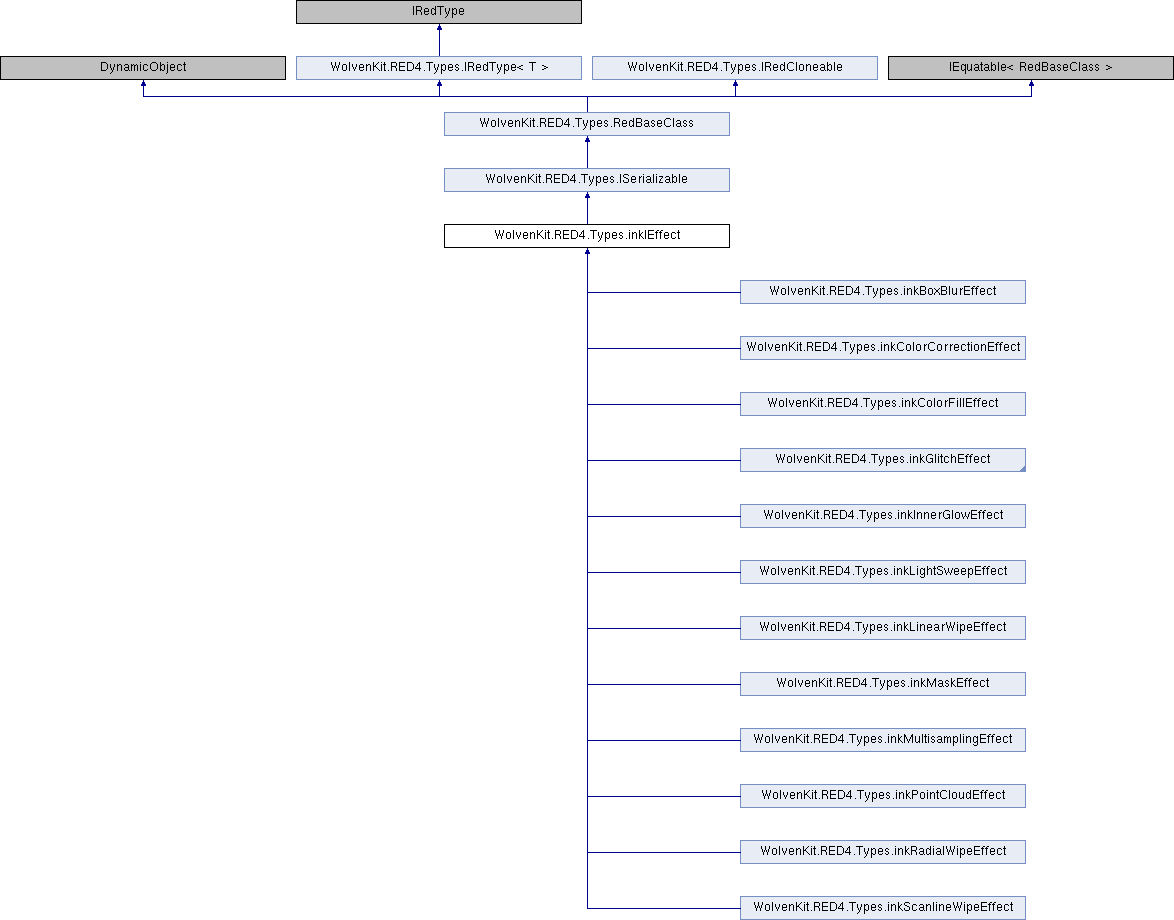 IRedType
DynamicObject
WolvenKit.RED4.Types.IRedType< T >
WolvenKit.RED4.Types.IRedCloneable
IEquatable< RedBaseClass >
WolvenKit.RED4.Types.RedBaseClass
WolvenKit.RED4.Types.ISerializable
WolvenKit.RED4.Types.inkIEffect
WolvenKit.RED4.Types.inkBoxBlurEffect
WolvenKit.RED4.Types.inkColorCorrectionEffect
WolvenKit.RED4.Types.inkColorFillEffect
WolvenKit.RED4.Types.inkGlitchEffect
WolvenKit.RED4.Types.inkInnerGlowEffect
WolvenKit.RED4.Types.inkLightSweepEffect
WolvenKit.RED4.Types.inkLinearWipeEffect
WolvenKit.RED4.Types.inkMaskEffect
WolvenKit.RED4.Types.inkMultisamplingEffect
WolvenKit.RED4.Types.inkPointCloudEffect
WolvenKit.RED4.Types.inkRadialWipeEffect
WolvenKit.RED4.Types.inkScanlineWipeEffect